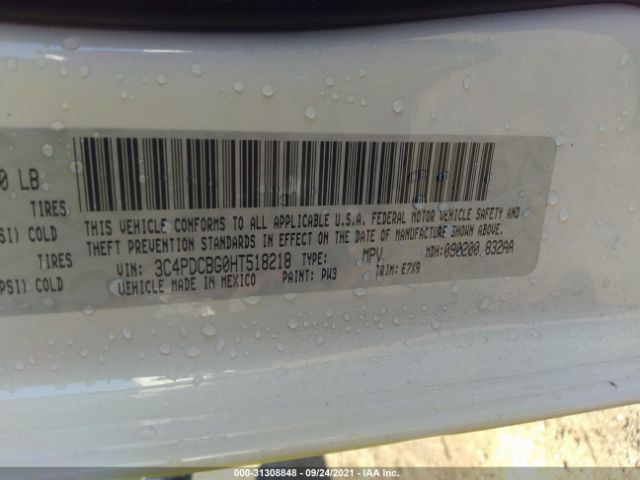 0 LB
TIRES
SI) COLD
TIRES
PSI) COLD
THIS VEHICLE CONFORMS TO ALL APPLICABLE U.S.A. FEDERAL MOTOR VEHICLE SAFETY AND
THEFT PREVENTION STANDARDS IN EFFECT ON THE DATE OF MANUFACTURE SHOWN ABOVE.
VIN: 3C4PDCBG0HT518218 TYPE: MPV MDH: 090200 832AA
VEHICLE MADE IN MEXICO PAINT: PW3 TRIM: E7X9
000-31308848 - 09/24/2021 - IAA Inc.